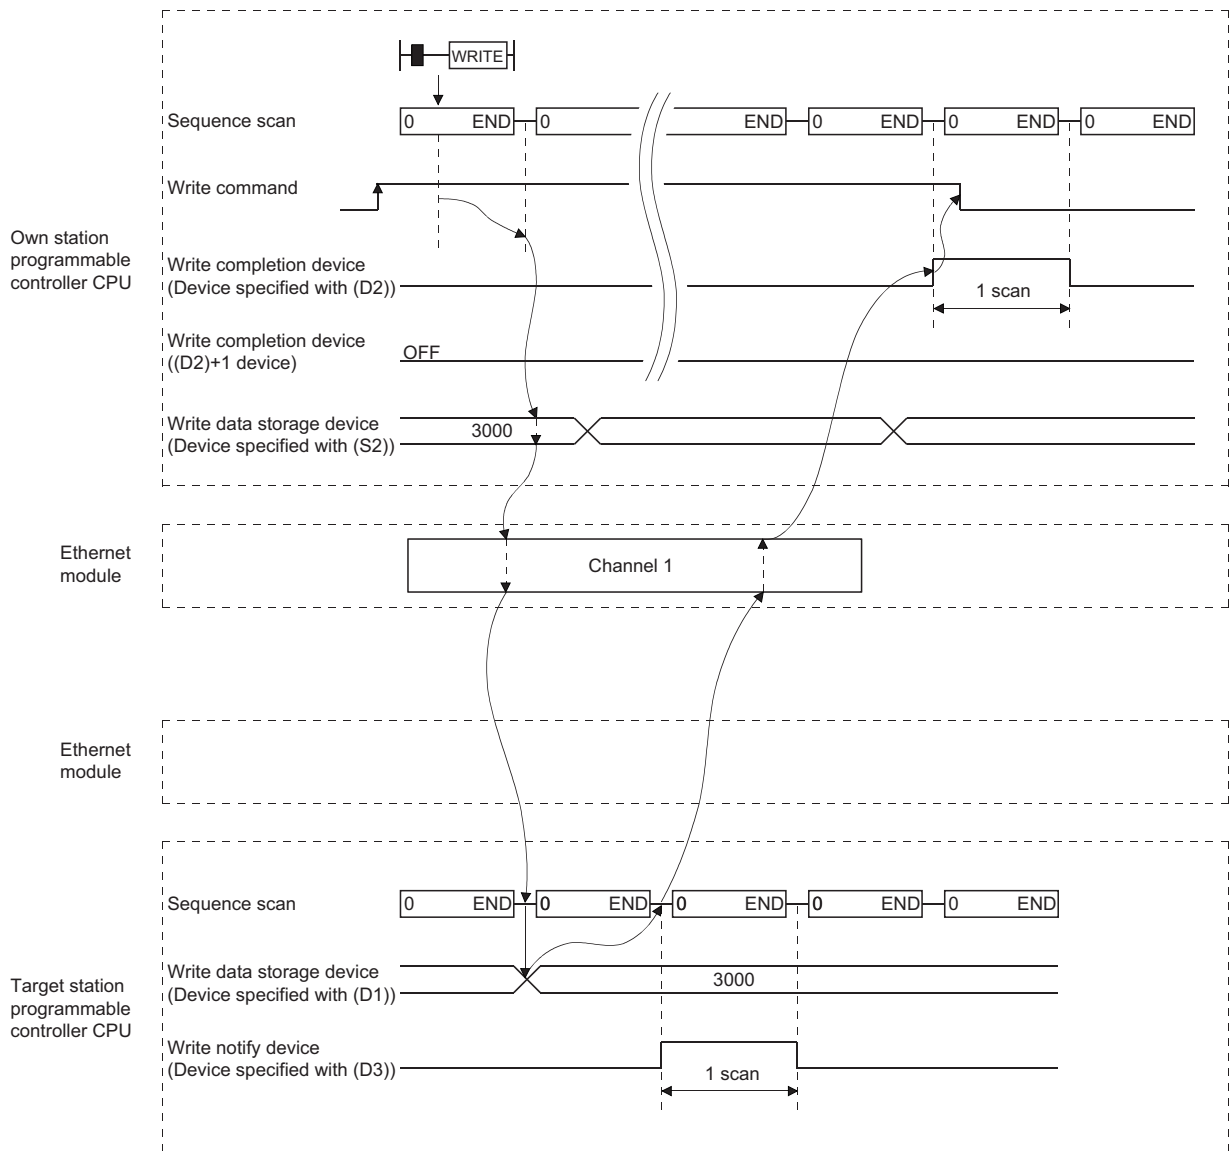 WRITE
Sequence scan
0 END 0 END 0 END 0 END 0 END
Write command
Own station
programmable
controller CPU
Write completion device
(Device specified with (D2))
1 scan
Write completion device
((D2)+1 device)
OFF
Write data storage device
(Device specified with (S2))
3000
Ethernet
module
Channel 1
Ethernet
module
Sequence scan
0 END 0 END 0 END 0 END 0 END
Target station
programmable
controller CPU
Write data storage device
(Device specified with (D1))
3000
Write notify device
(Device specified with (D3))
1 scan